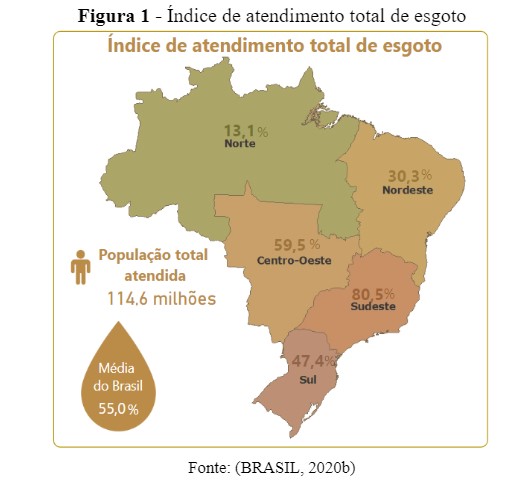 Figura 1 - Índice de atendimento total de esgoto
Índice de atendimento total de esgoto
13,1%
Norte
30,3%
Nordeste
59,5 %
Centro-Oeste
80,5%
Sudeste
47,4%
Sul
População total
atendida
114.6 milhões
Média
do Brasil
55,0%
Fonte: (BRASIL, 2020b)